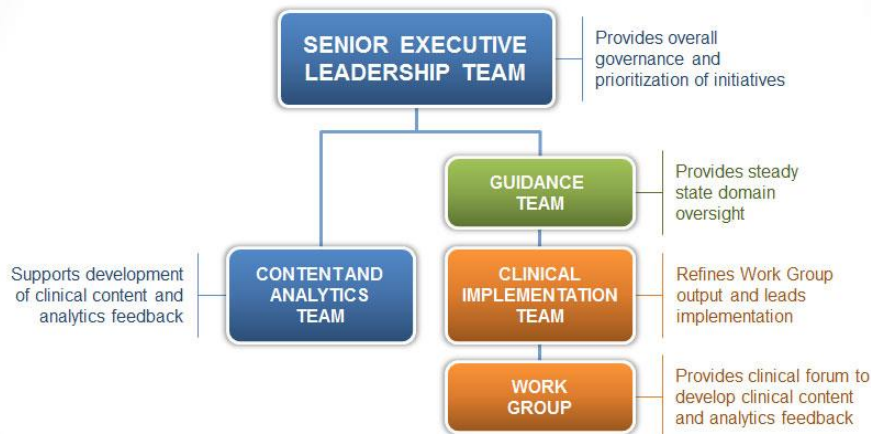 SENIOR EXECUTIVE
LEADERSHIP TEAM
Provides overall
governance and
prioritization of initiatives
GUIDANCE
TEAM
Provides steady
state domain
oversight
Supports development
of clinical content and
analytics feedback
CONTENT AND
ANALYTICS
TEAM
CLINICAL
IMPLEMENTATION
TEAM
Refines Work Group
output and leads
implementation
WORK
GROUP
Provides clinical forum to
develop clinical content
and analytics feedback